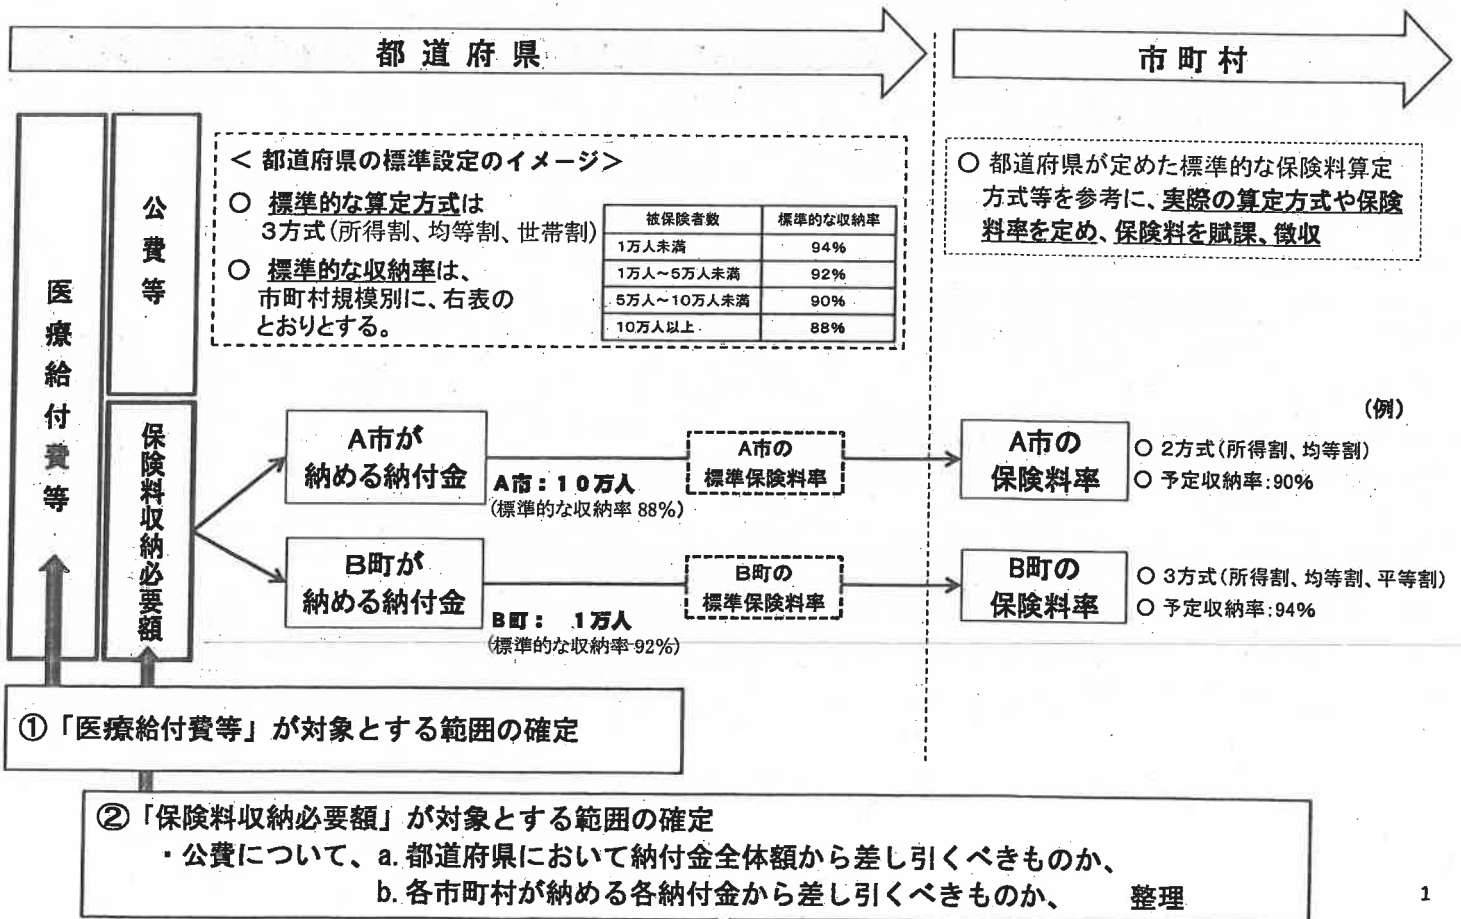 都道府県
市町村
医療給付費等
公費等
保険料収納必要額
＜ 都道府県の標準設定のイメージ＞
○ 標準的な算定方式は
3方式(所得割、均等割、世帯割)
○ 標準的な収納率は、
市町村規模別に、右表の
とおりとする。
被保険者数 標準的な収納率
1万人未満 94%
1万人～5万人未満 92%
5万人～10万人未満 90%
10万人以上 88%
○ 都道府県が定めた標準的な保険料算定
方式等を参考に、実際の算定方式や保険
料率を定め、保険料を賦課、徴収
(例)
A市が
納める納付金
A市：10万人
(標準的な収納率 88%)
A市の
標準保険料率
A市の
保険料率
○ 2方式(所得割、均等割)
○ 予定収納率:90%
B町が
納める納付金
B町： 1万人
(標準的な収納率 92%)
B町の
標準保険料率
B町の
保険料率
○ 3方式(所得割、均等割、平等割)
○ 予定収納率:94%
①「医療給付費等」が対象とする範囲の確定
②「保険料収納必要額」が対象とする範囲の確定
・公費について、a. 都道府県において納付金全体額から差し引くべきものか、
b. 各市町村が納める各納付金から差し引くべきものか、 整理
1